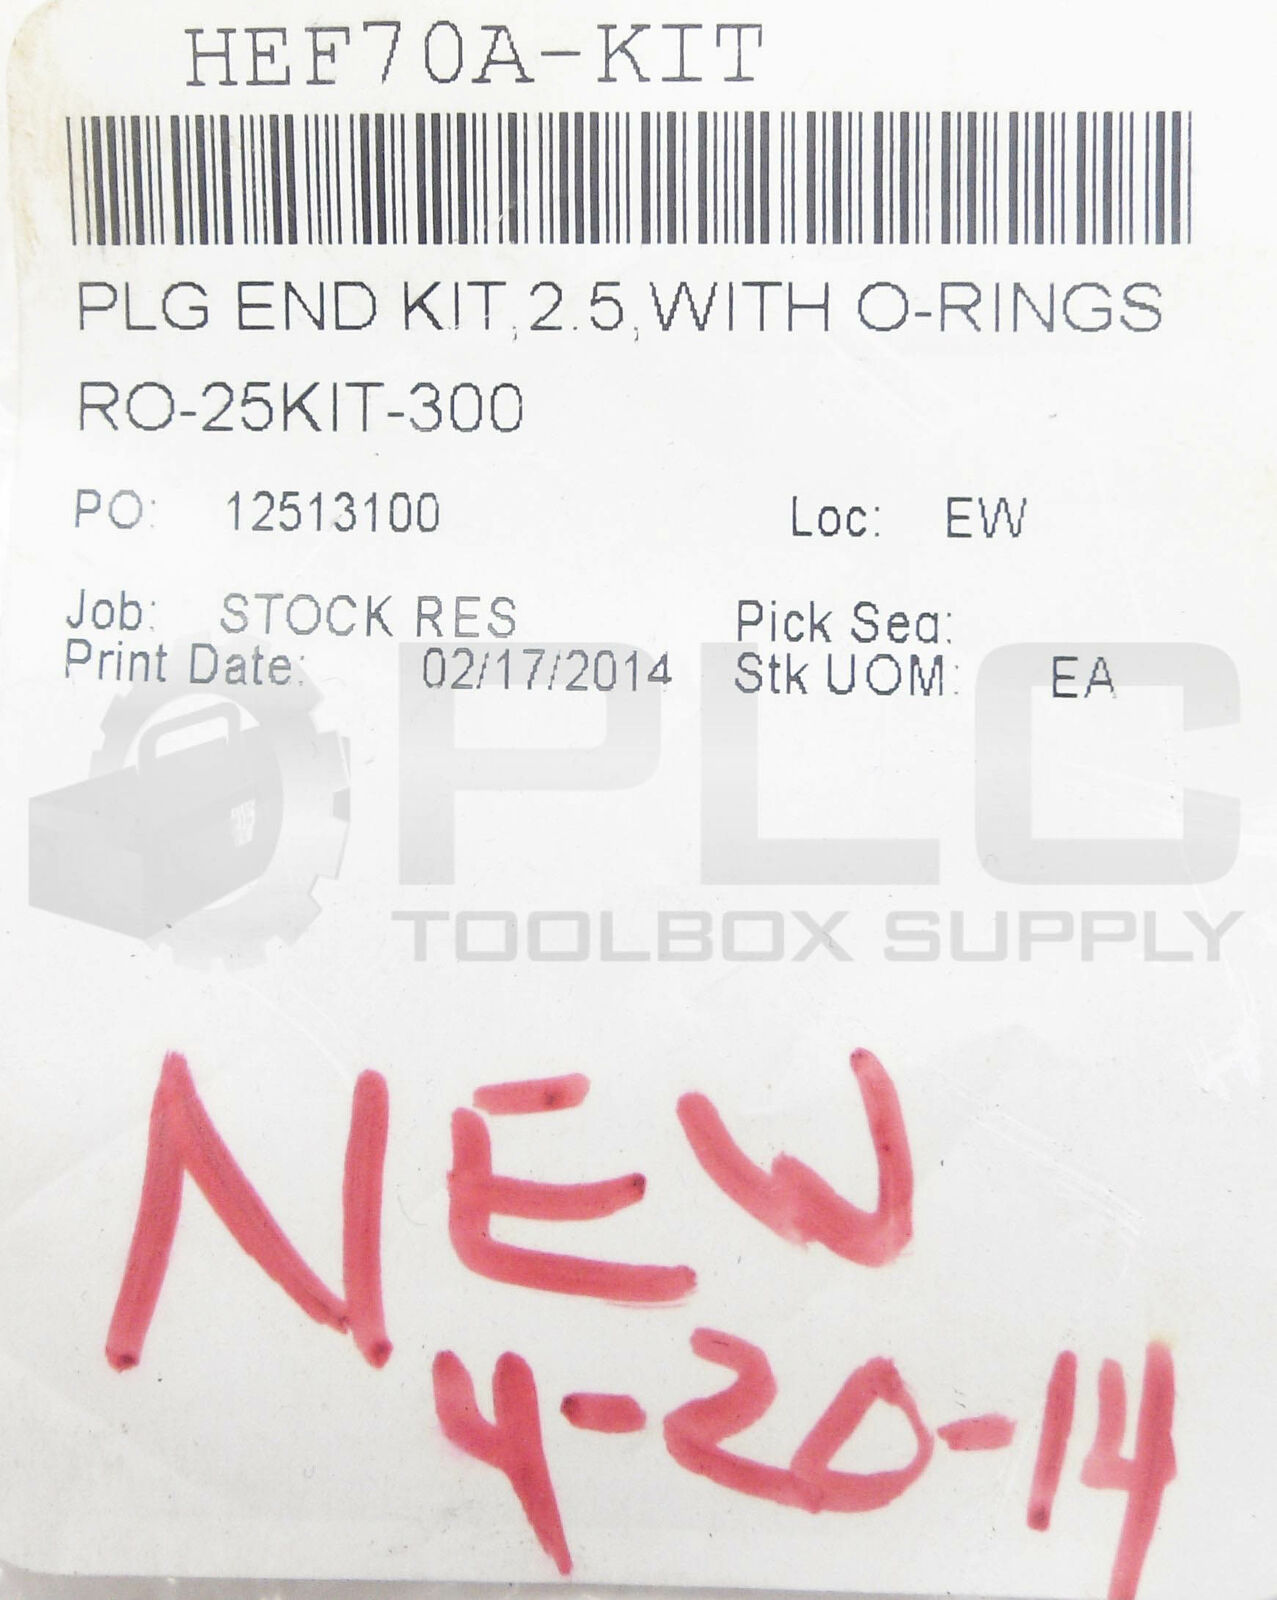 HEF70A-KIT
PLG END KIT,2.5,WITH O-RINGS
RO-25KIT-300
PO: 12513100 Loc: EW
Job: STOCK RES Pick Seq:
Print Date: 02/17/2014 Stk UOM: EA
PLC
TOOLBOX SUPPLY
NEW
4-20-14